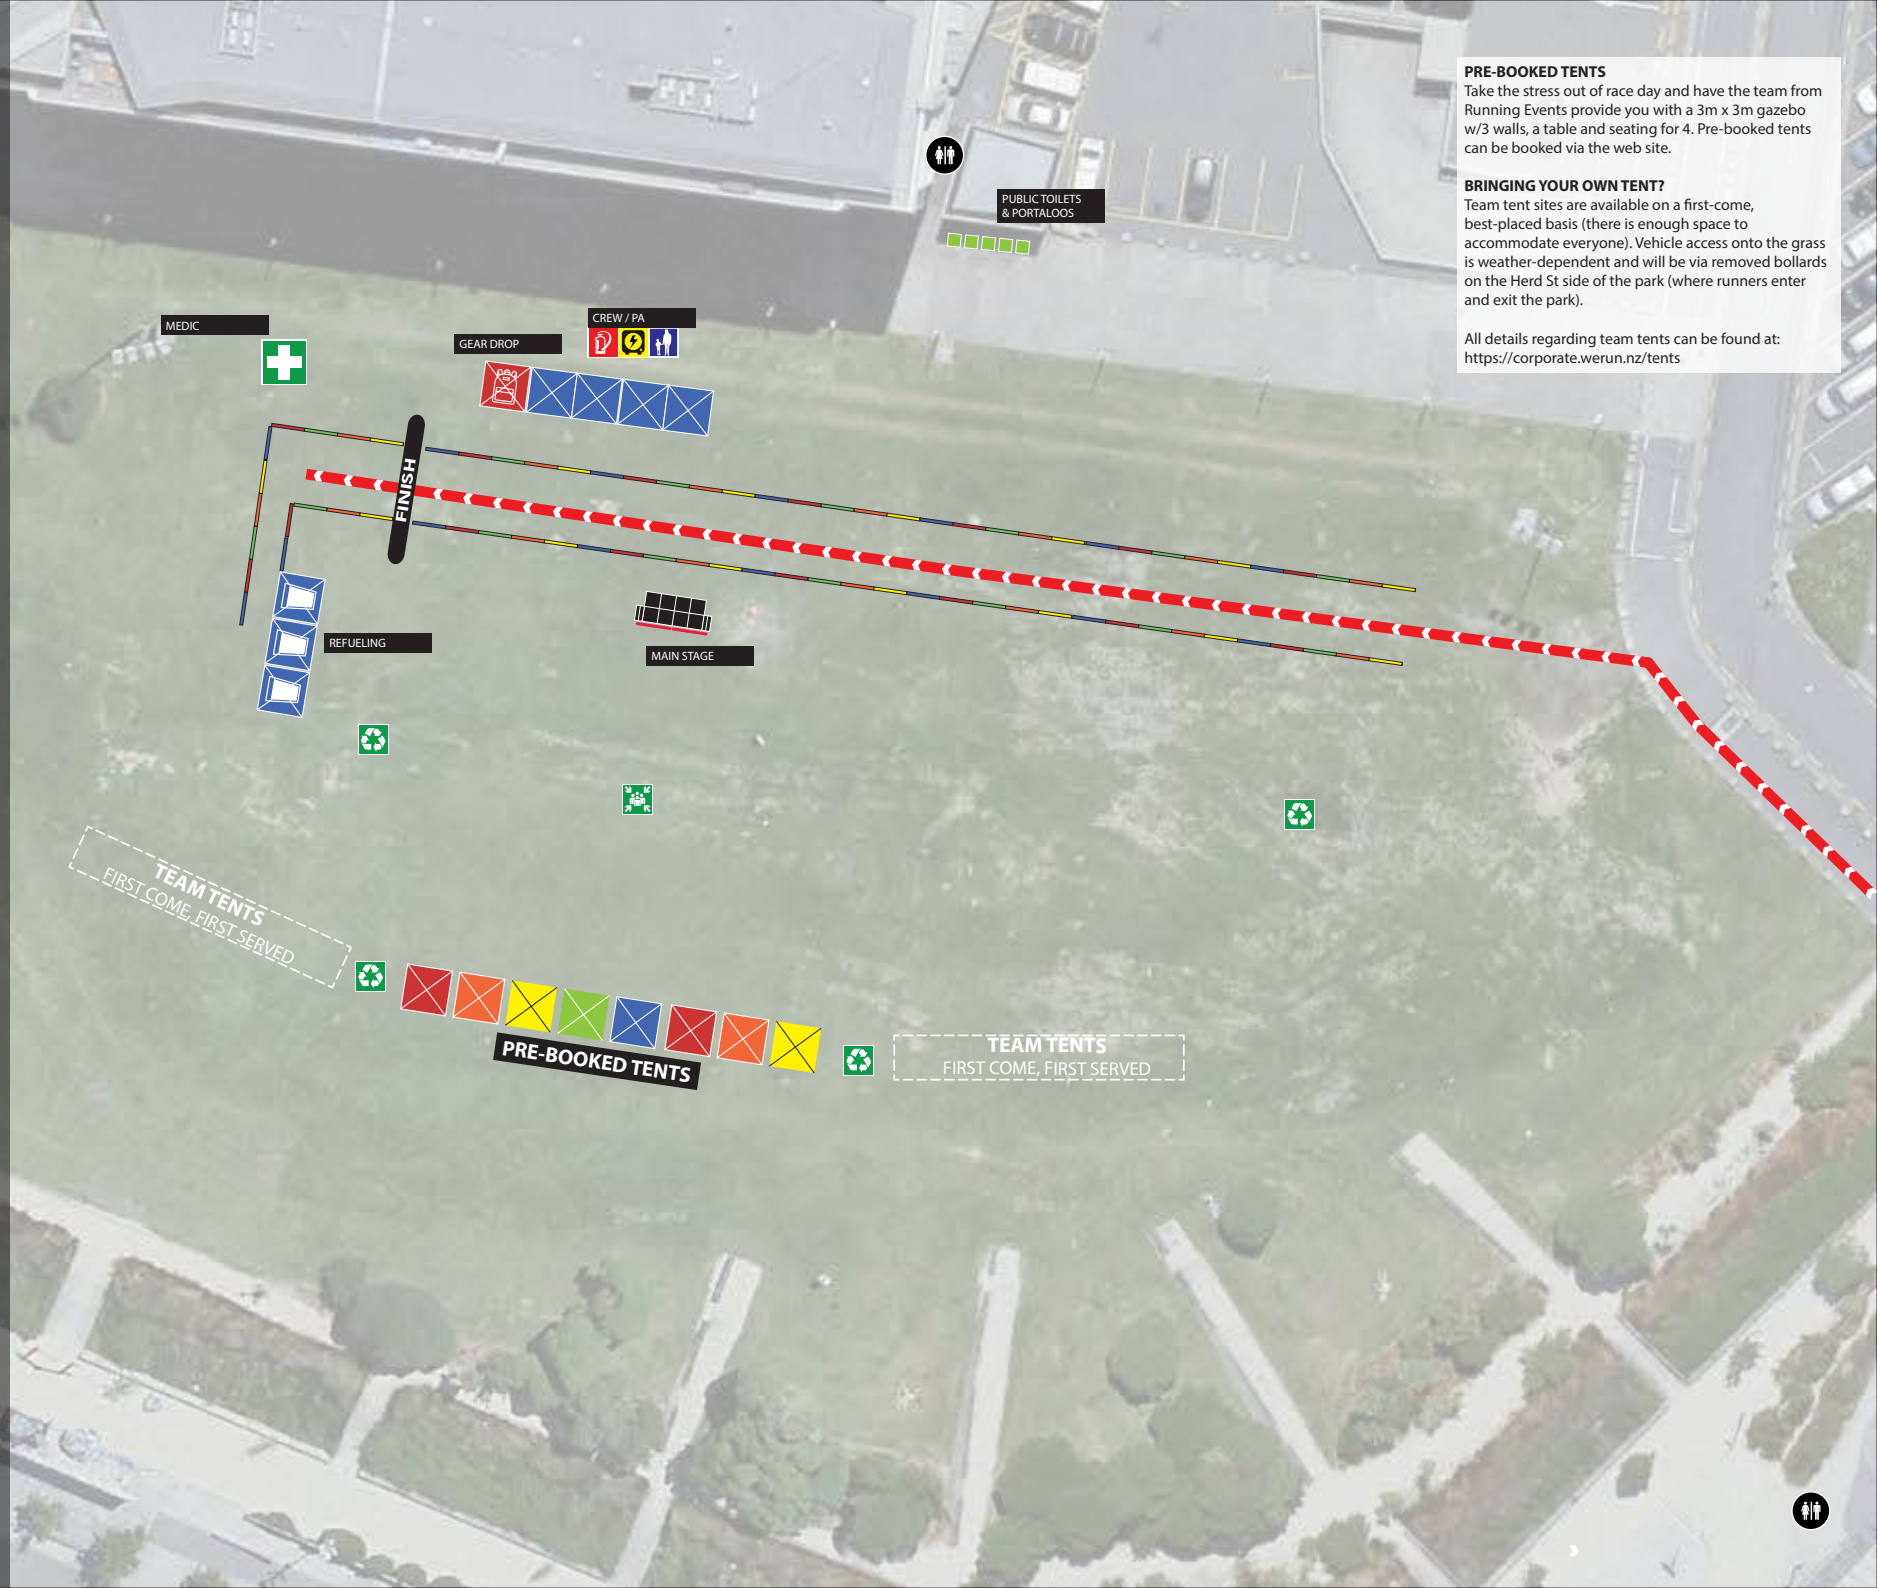 PRE-BOOKED TENTS
Take the stress out of race day and have the team from
Running Events provide you with a 3m x 3m gazebo
w/3 walls, a table and seating for 4. Pre-booked tents
can be booked via the web site.
BRINGING YOUR OWN TENT?
Team tent sites are available on a first-come,
best-placed basis (there is enough space to
accommodate everyone). Vehicle access onto the grass
is weather-dependent and will be via removed bollards
on the Herd St side of the park (where runners enter
and exit the park).
All details regarding team tents can be found at:
https://corporate.werun.nz/tents
PUBLIC TOILETS
& PORTALOOS
MEDIC
GEAR DROP
CREW / PA
FINISH
REFUELING
MAIN STAGE
TEAM TENTS
FIRST COME, FIRST SERVED
PRE-BOOKED TENTS
TEAM TENTS
FIRST COME, FIRST SERVED